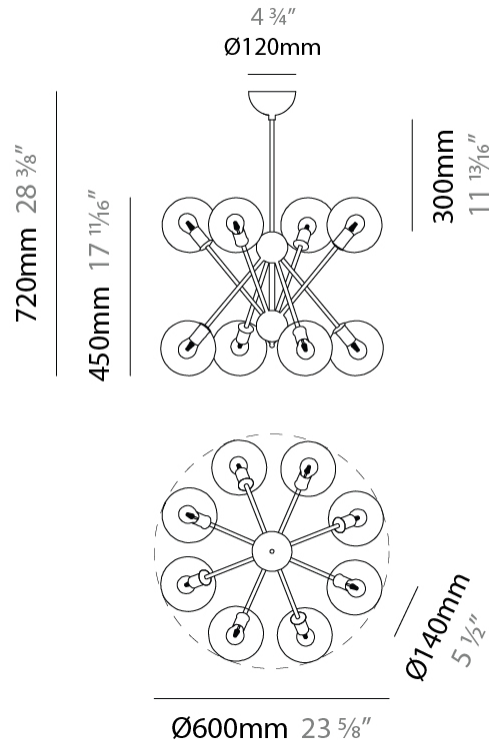 4 ¾”
Ø120mm
720mm 28 ⅜”
450mm 17 ¹¹⁄₁₆”
300mm
11 ¹³⁄₁₆”
Ø140mm
5 ½”
Ø600mm 23 ⅝”